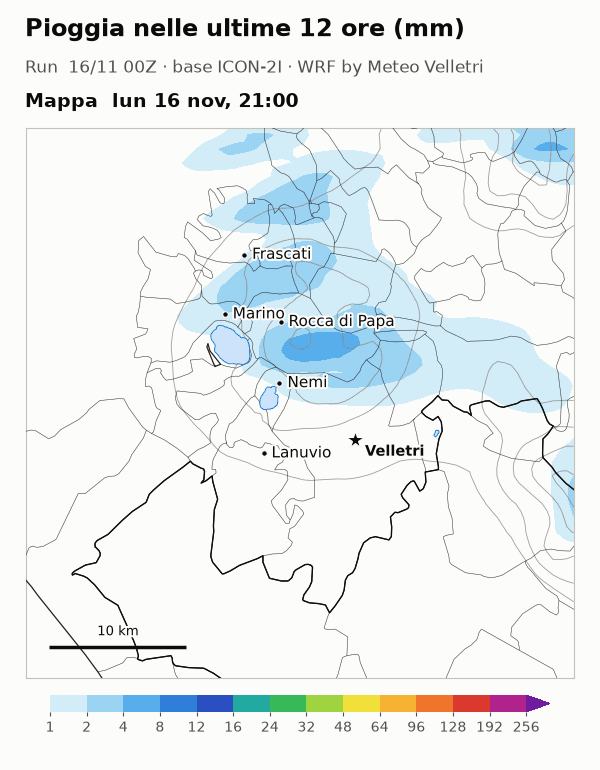 Pioggia nelle ultime 12 ore (mm)
Run  16/11 00Z · base ICON-2I · WRF by Meteo Velletri
Mappa  lun 16 nov, 21:00
Frascati
Marino
Rocca di Papa
Nemi
Velletri
Lanuvio
10 km
1 2 4 8 12 16 24 32 48 64 96 128 192 256